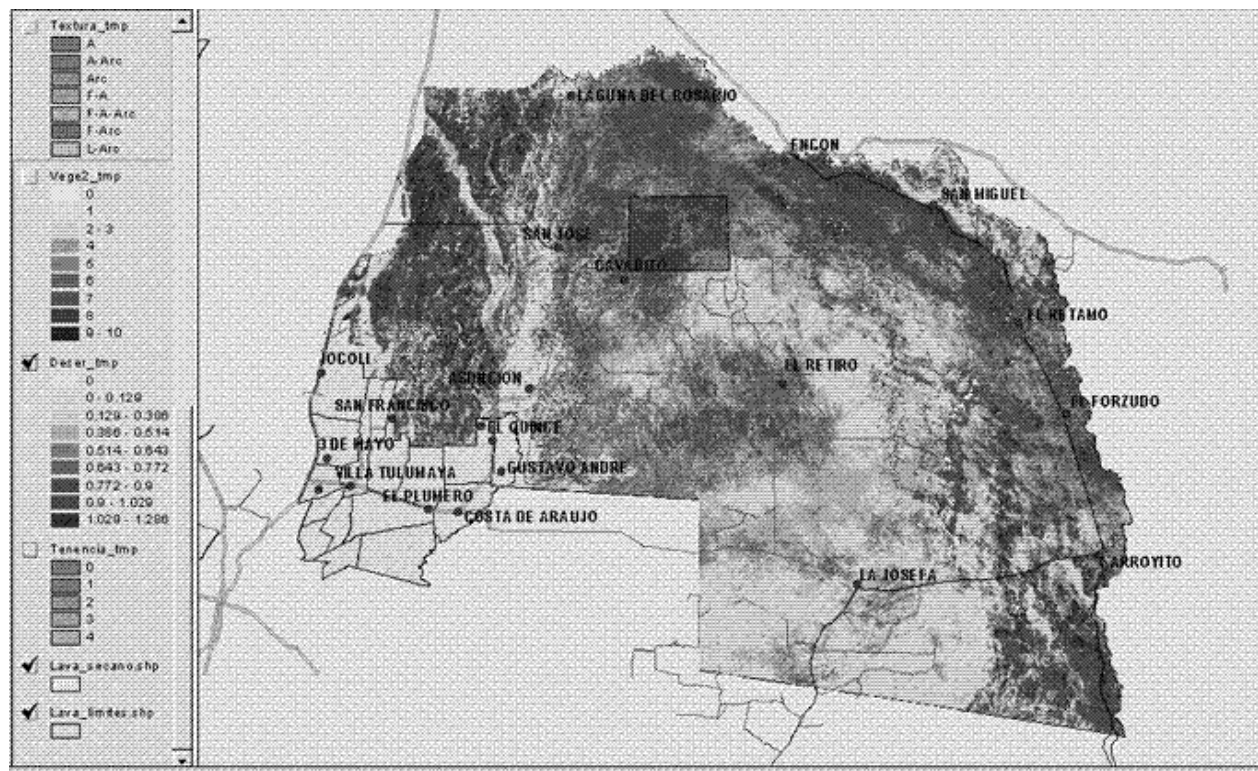 Textura_tmp
A
A-Arc
Arc
F-A
F-A-Arc
F-Arc
L-Arc
Vege2_tmp
0
1
2 - 3
4
5
6
7
8
9 - 10
Deser_tmp
0
0 - 0.129
0.129 - 0.386
0.386 - 0.514
0.514 - 0.643
0.643 - 0.772
0.772 - 0.9
0.9 - 1.029
1.029 - 1.286
Tenencia_tmp
0
1
2
3
4
Lava_secano.shp
Lava_limites.shp
LAGUNA DEL ROSARIO
ENCON
SAN MIGUEL
SAN JOSE
CAVADITO
EL RETAMO
JOCOLI
ASUNCION
EL RETIRO
SAN FRANCISCO
EL FORZUDO
EL QUINCE
3 DE MAYO
VILLA TULUMAYA
GUSTAVO ANDRE
EL PLUMERO
COSTA DE ARAUJO
ARROYITO
LA JOSEFA